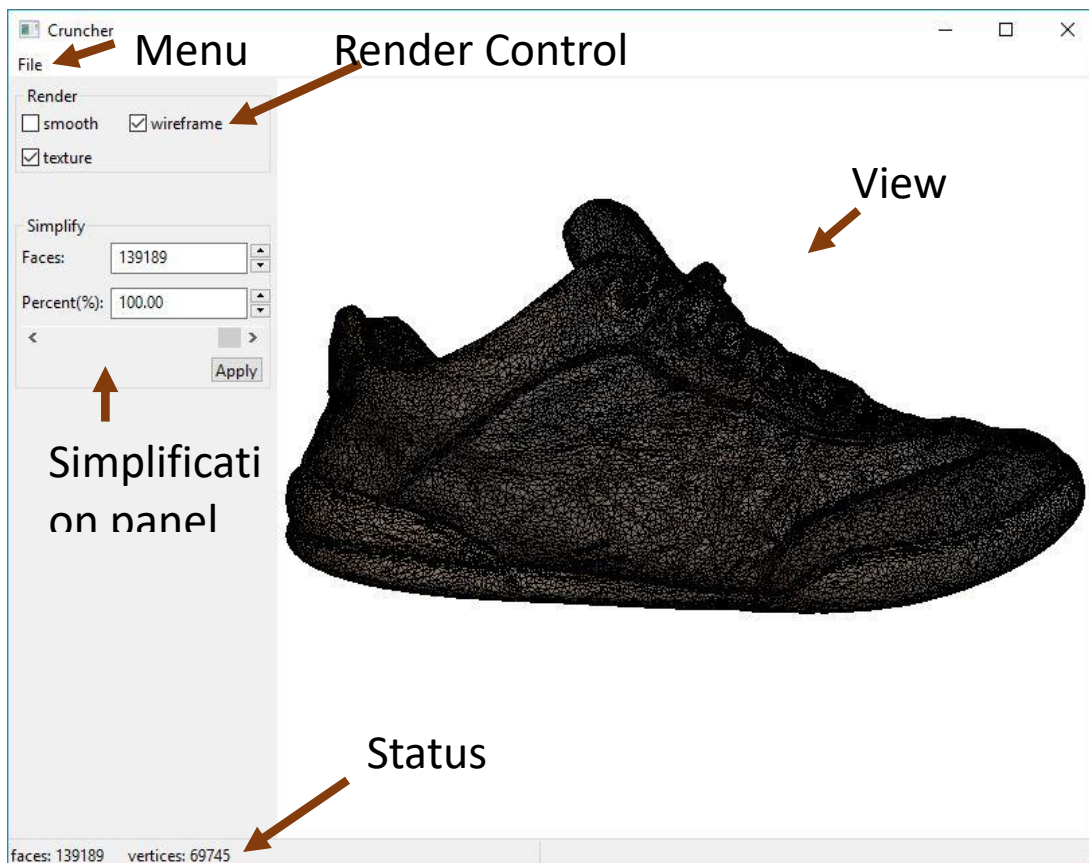 Cruncher
Menu
Render Control
File
Render
smooth
wireframe
texture
View
Simplify
Faces:
139189
Percent(%):
100.00
Apply
Simplificati
on panel
Status
faces: 139189 vertices: 69745